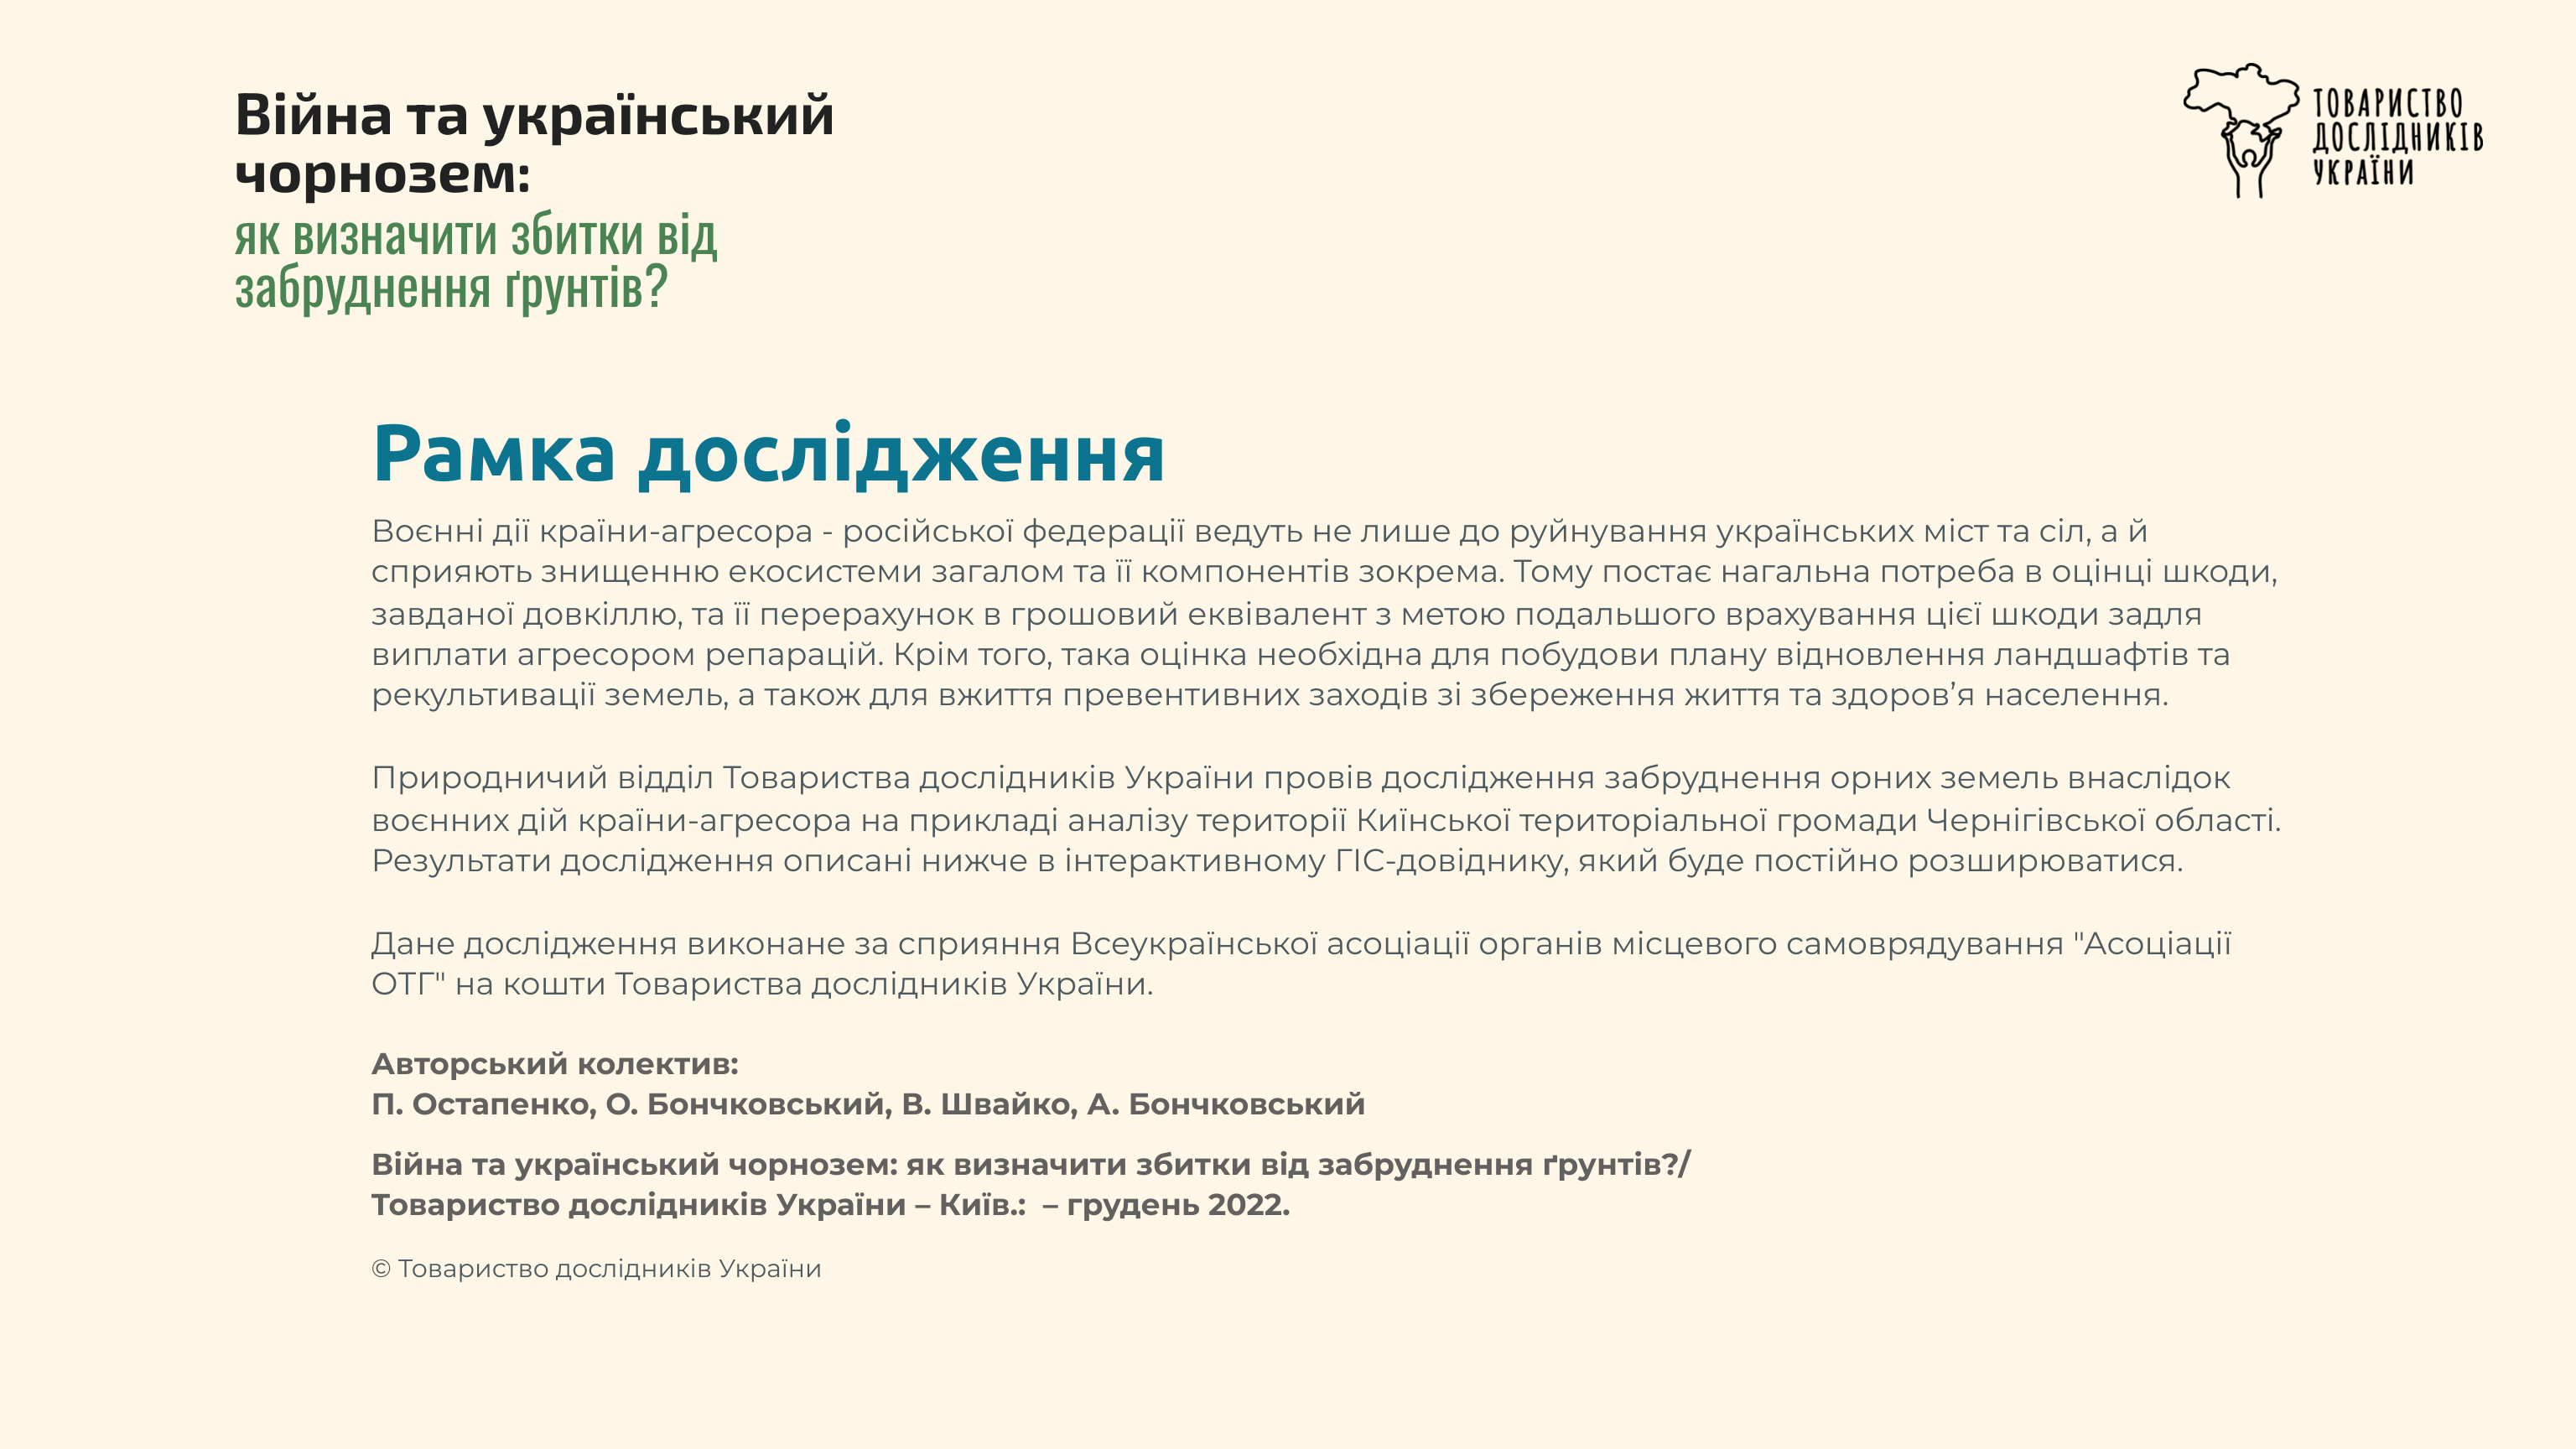 Війна та український
чорнозем:
як визначити збитки від
забруднення ґрунтів?
ТОВАРИСТВО
ДОСЛІДНИКІВ
УКРАЇНИ
Рамка дослідження
Воєнні дії країни-агресора - російської федерації ведуть не лише до руйнування українських міст та сіл, а й
сприяють знищенню екосистеми загалом та її компонентів зокрема. Тому постає нагальна потреба в оцінці шкоди,
завданої довкіллю, та її перерахунок в грошовий еквівалент з метою подальшого врахування цієї шкоди задля
виплати агресором репарацій. Крім того, така оцінка необхідна для побудови плану відновлення ландшафтів та
рекультивації земель, а також для вжиття превентивних заходів зі збереження життя та здоров’я населення.
Природничий відділ Товариства дослідників України провів дослідження забруднення орних земель внаслідок
воєнних дій країни-агресора на прикладі аналізу території Киїнської територіальної громади Чернігівської області.
Результати дослідження описані нижче в інтерактивному ГІС-довіднику, який буде постійно розширюватися.
Дане дослідження виконане за сприяння Всеукраїнської асоціації органів місцевого самоврядування "Асоціації
ОТГ" на кошти Товариства дослідників України.
Авторський колектив:
П. Остапенко, О. Бончковський, В. Швайко, А. Бончковський
Війна та український чорнозем: як визначити збитки від забруднення ґрунтів?/
Товариство дослідників України – Київ.:  – грудень 2022.
© Товариство дослідників України